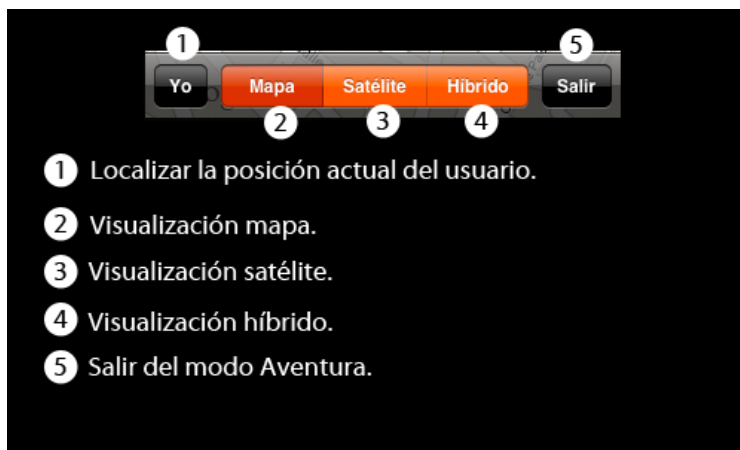 1 5
Yo Mapa Satélite Híbrido Salir
2 3 4
1 Localizar la posición actual del usuario.
2 Visualización mapa.
3 Visualización satélite.
4 Visualización híbrido.
5 Salir del modo Aventura.